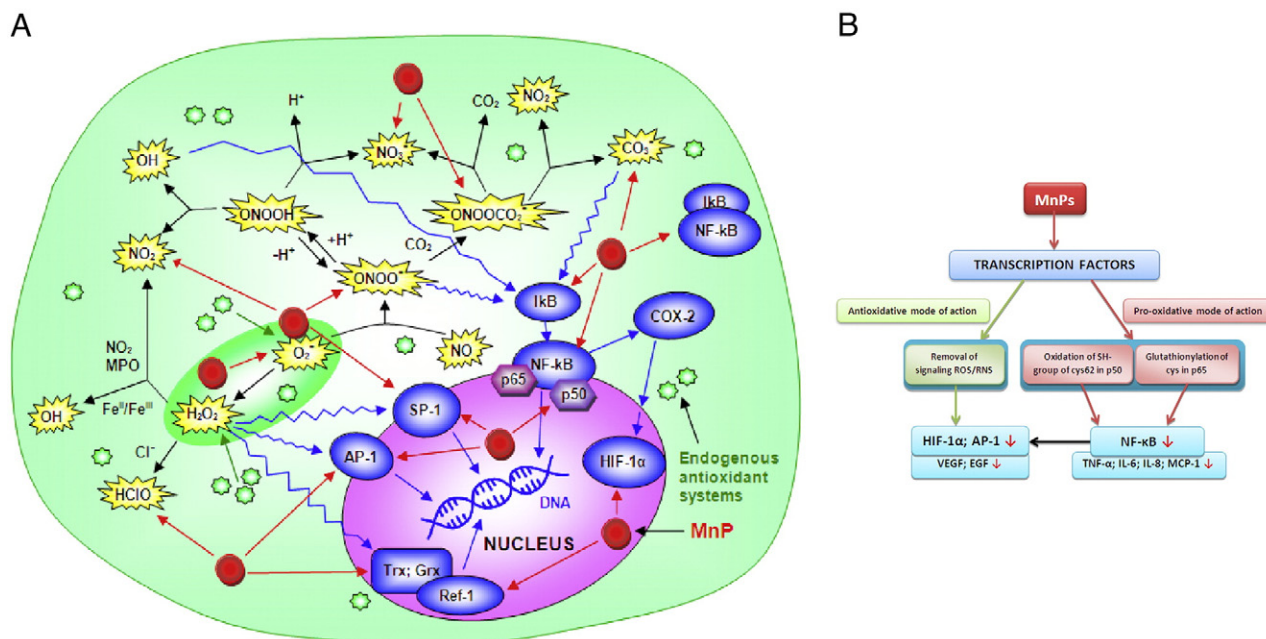 A
H⁺
CO₂
NO₂
OH
NO₃⁻
CO₃⁻
ONOOH
ONOOCO₂⁻
IkB
NF-kB
NO₂
+H⁺
-H⁺
CO₂
ONOO⁻
IkB
COX-2
NO₂
MPO
O₂⁻
NO
NF-kB
p65
p50
OH
Fe^II/Fe^III
H₂O₂
SP-1
Cl⁻
AP-1
HIF-1α
Endogenous
antioxidant
systems
HClO
DNA
NUCLEUS
MnP
Trx; Grx
Ref-1
B
MnPs
TRANSCRIPTION FACTORS
Antioxidative mode of action
Pro-oxidative mode of action
Removal of
signaling ROS/RNS
Oxidation of SH-
group of cys62 in p50
Glutathionylation of
cys in p65
HIF-1α; AP-1 ↓
VEGF; EGF ↓
NF-κB ↓
TNF-α; IL-6; IL-8; MCP-1 ↓